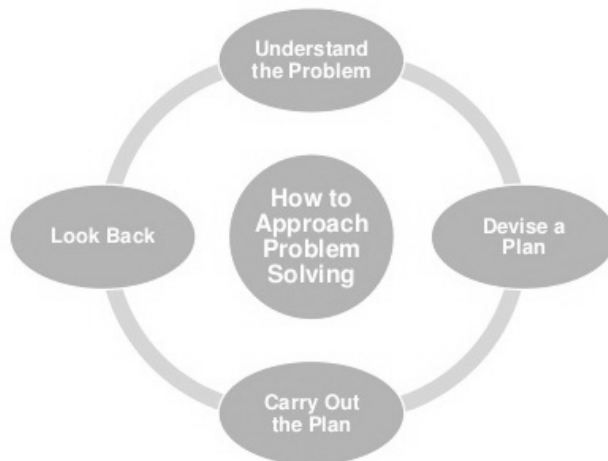 Understand
the Problem
How to
Approach
Problem
Solving
Look Back
Devise a
Plan
Carry Out
the Plan